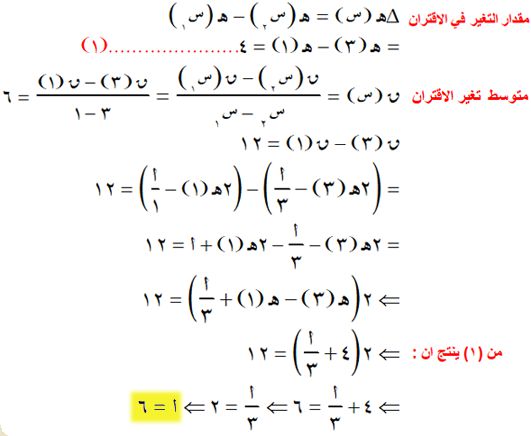 مقدار التغير في الاقتران Δهـ(س) = هـ(س٢) − هـ(س١)
= هـ(٣) − هـ(١) = ٤......................(١)
متوسط تغير الاقتران ن(س) = (ن(س٢) − ن(س١))/(س٢ − س١) = (ن(٣) − ن(١))/(٣ − ١) = ٦
ن(٣) − ن(١) = ١٢
= (٢هـ(٣) − أ/٣) − (٢هـ(١) − أ/١) = ١٢
= ٢هـ(٣) − أ/٣ − ٢هـ(١) + أ = ١٢
⇐ ٢(هـ(٣) − هـ(١) + أ/٣) = ١٢
من (١) ينتج ان : ⇐ ٢(٤ + أ/٣) = ١٢
⇐ ٤ + أ/٣ = ٦ ⇐ أ/٣ = ٢ ⇐ أ = ٦